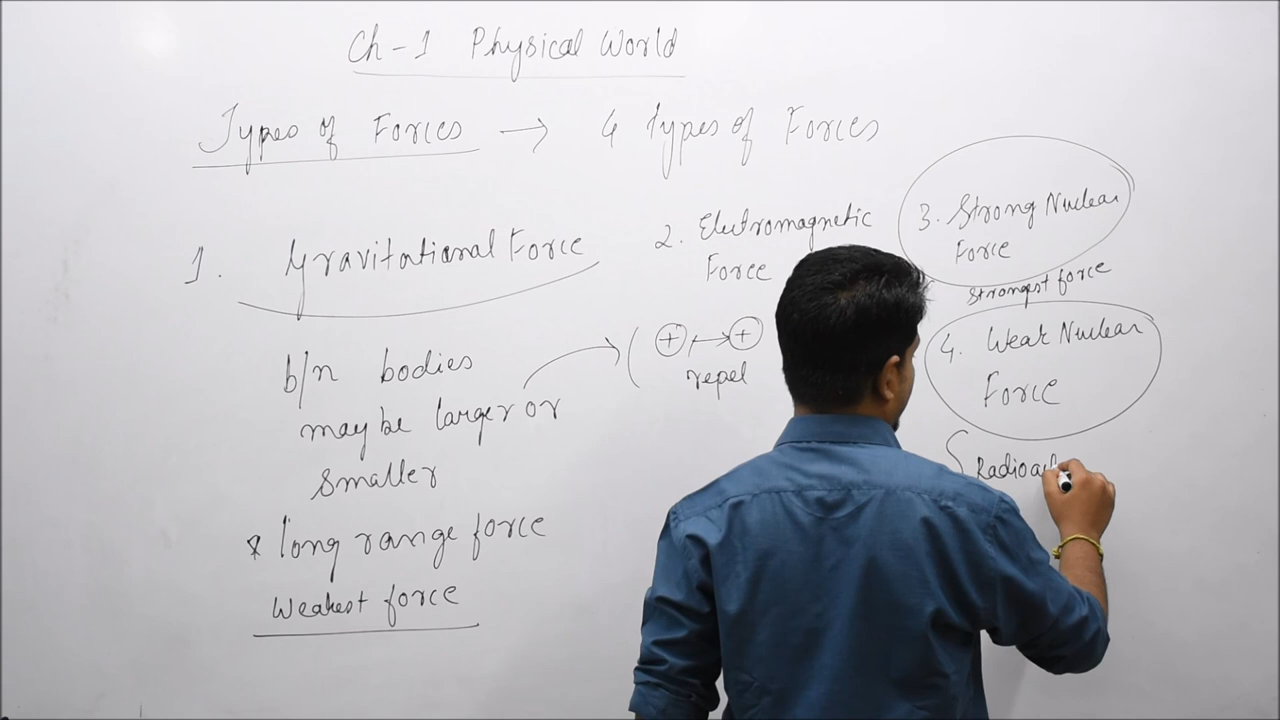 Ch-1 Physical World
Types of Forces → 4 Types of Forces
1. Gravitational Force
b/n bodies
may be larger or
smaller
* long range force
Weakest force
2. Electromagnetic
Force
+ → +
repel
3. Strong Nuclear
Force
Strongest force
4. Weak Nuclear
Force